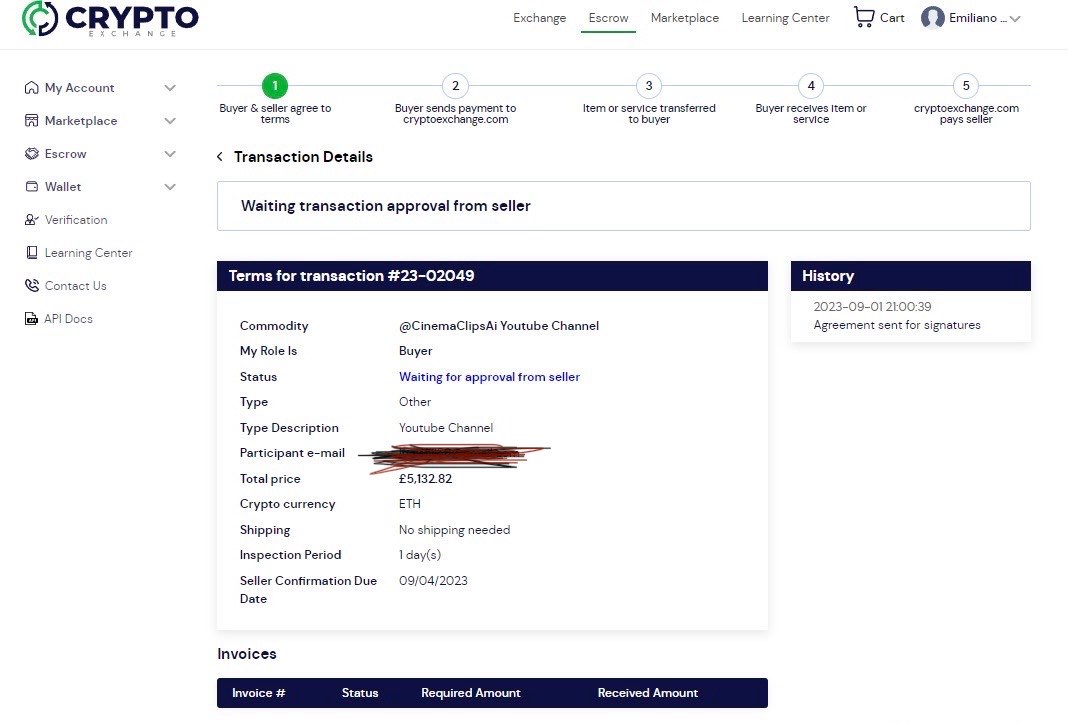 CRYPTO
EXCHANGE
Exchange
Escrow
Marketplace
Learning Center
Cart
Emiliano ...
My Account
Marketplace
Escrow
Wallet
Verification
Learning Center
Contact Us
API Docs
1
Buyer & seller agree to
terms
2
Buyer sends payment to
cryptoexchange.com
3
Item or service transferred
to buyer
4
Buyer receives item or
service
5
cryptoexchange.com
pays seller
Transaction Details
Waiting transaction approval from seller
Terms for transaction #23-02049
Commodity @CinemaClipsAi Youtube Channel
My Role Is Buyer
Status Waiting for approval from seller
Type Other
Type Description Youtube Channel
Participant e-mail
Total price £5,132.82
Crypto currency ETH
Shipping No shipping needed
Inspection Period 1 day(s)
Seller Confirmation Due 09/04/2023
Date
History
2023-09-01 21:00:39
Agreement sent for signatures
Invoices
Invoice # Status Required Amount Received Amount